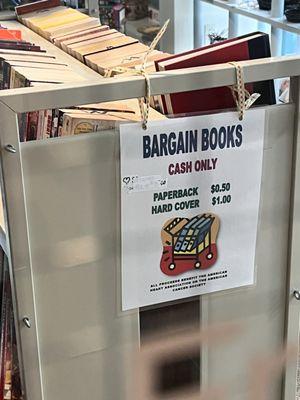 BARGAIN BOOKS
CASH ONLY
PAPERBACK $0.50
HARD COVER $1.00
ALL PROCEEDS BENEFIT THE AMERICAN
HEART ASSOCIATION OR THE AMERICAN
CANCER SOCIETY